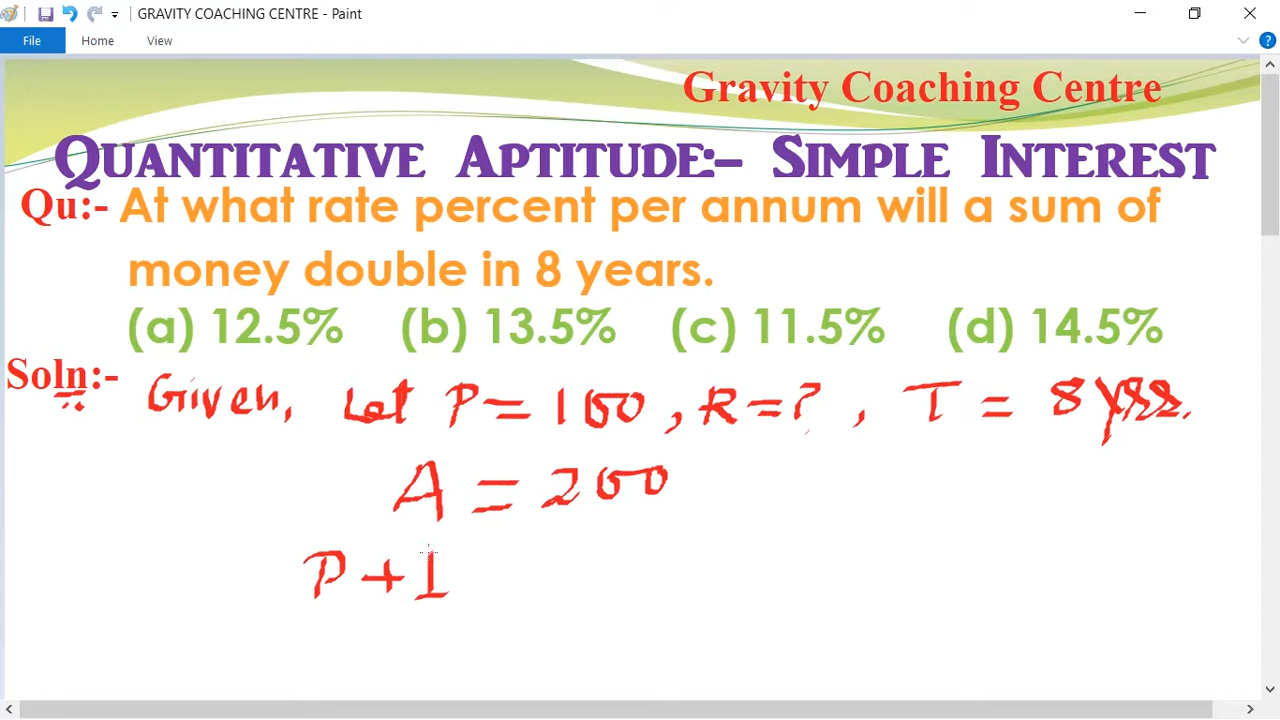 GRAVITY COACHING CENTRE - Paint
File Home View
Gravity Coaching Centre
QUANTITATIVE APTITUDE:- SIMPLE INTEREST
Qu:- At what rate percent per annum will a sum of
money double in 8 years.
(a) 12.5% (b) 13.5% (c) 11.5% (d) 14.5%
Soln:- Given, Let P = 100, R = ?, T = 8 yrs.
A = 200
P + I